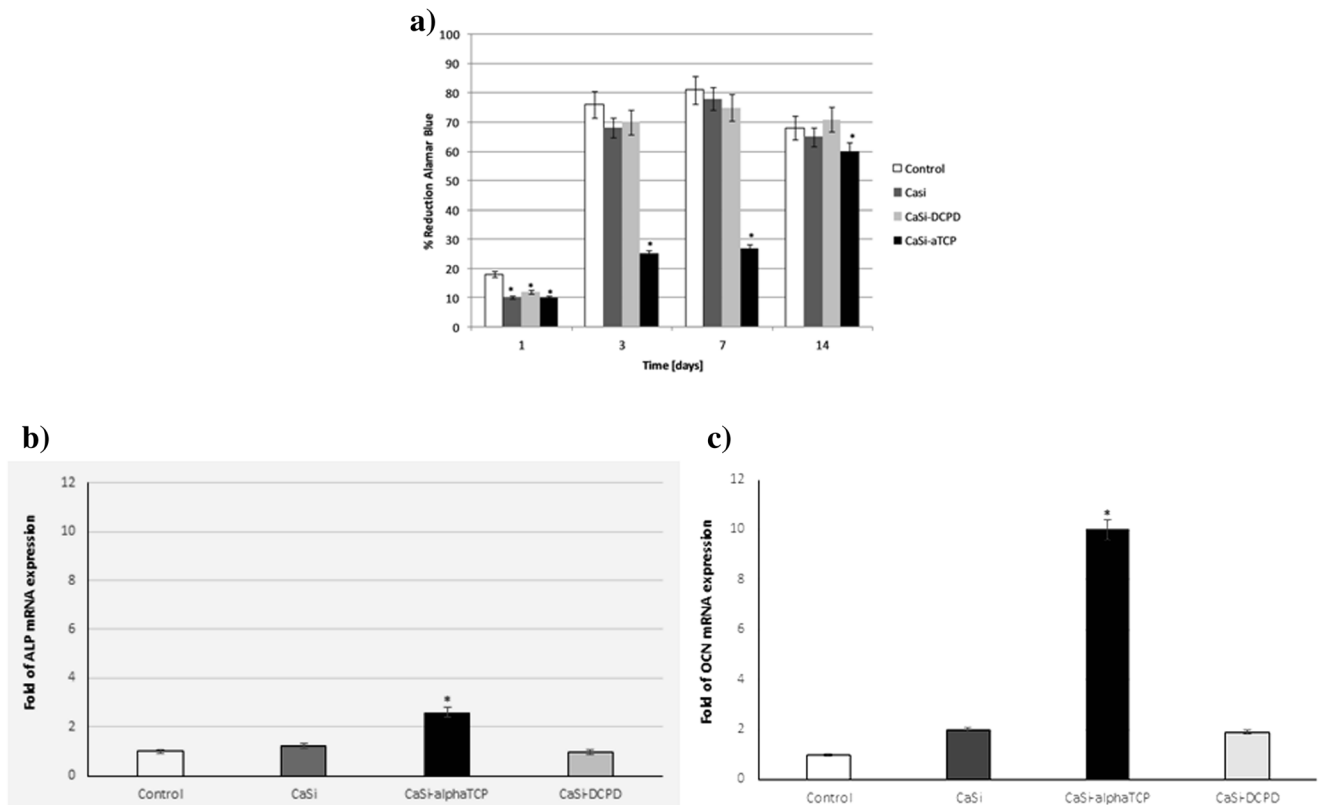 a)
100
90
80
70
60
50
40
30
20
10
0
% Reduction Alamar Blue
* * *
*
*
*
1 3 7 14
Time [days]
Control
Casi
CaSi-DCPD
CaSi-aTCP
b)
12
10
8
6
4
2
0
Fold of ALP mRNA expression
*
Control CaSi CaSi-alphaTCP CaSi-DCPD
c)
12
10
8
6
4
2
0
Fold of OCN mRNA expression
*
Control CaSi CaSi-alphaTCP CaSi-DCPD